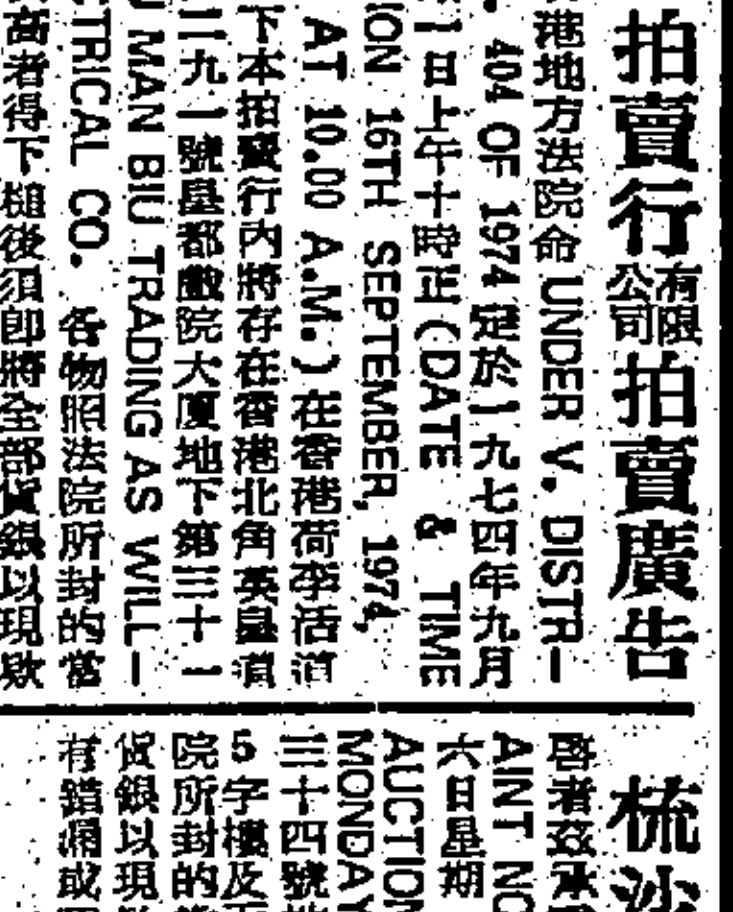 拍賣行有限公司拍賣廣告
港地方法院命 UNDER V. DISTR-
. 404 OF 1974 定於一九七四年九月
一日上午十時正(DATE & TIME
ION 16TH SEPTEMBER, 1974,
AT 10.00 A.M.)在香港荷李活道
下本拍賣行內將存在香港北角英皇道
二九一號皇都戲院大廈地下第三十一
MAN BIU TRADING AS WILL-
TRICAL CO. 各物照法院所封的當
高者得下槌後須即將全部貨銀以現欵
梳
啓者茲承
AINT NO
六日星期
AUCTION
MONDAY
三十四號
5字樓及
院所封的
貨銀以現
有錯漏或